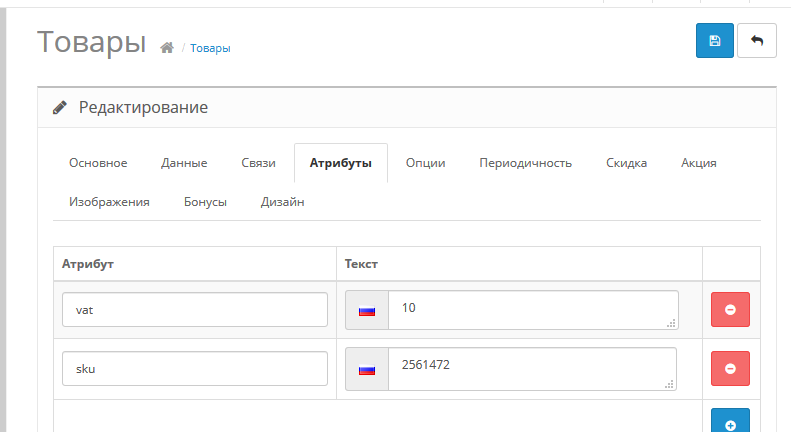 Товары / Товары
Редактирование
Основное Данные Связи Атрибуты Опции Периодичность Скидка Акция
Изображения Бонусы Дизайн
Атрибут Текст
vat 10
sku 2561472